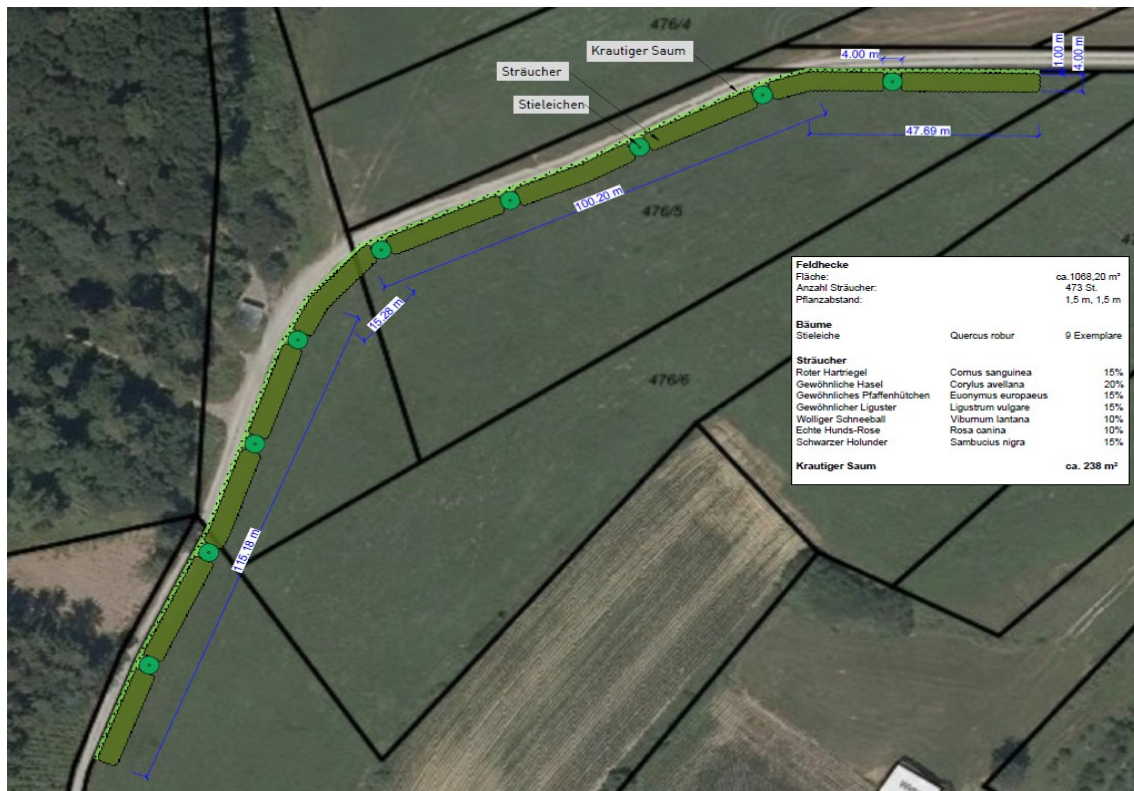 476/4
Krautiger Saum
4.00 m
1.00 m
4.00 m
Sträucher
Stieleichen
47.69 m
100.20 m
476/5
15.28 m
476/6
115.18 m
Feldhecke
Fläche: ca.1068,20 m²
Anzahl Sträucher: 473 St.
Pflanzabstand: 1,5 m, 1,5 m
Bäume
Stieleiche Quercus robur 9 Exemplare
Sträucher
Roter Hartriegel Cornus sanguinea 15%
Gewöhnliche Hasel Corylus avellana 20%
Gewöhnliches Pfaffenhütchen Euonymus europaeus 15%
Gewöhnlicher Liguster Ligustrum vulgare 15%
Wolliger Schneeball Viburnum lantana 10%
Echte Hunds-Rose Rosa canina 10%
Schwarzer Holunder Sambucius nigra 15%
Krautiger Saum ca. 238 m²